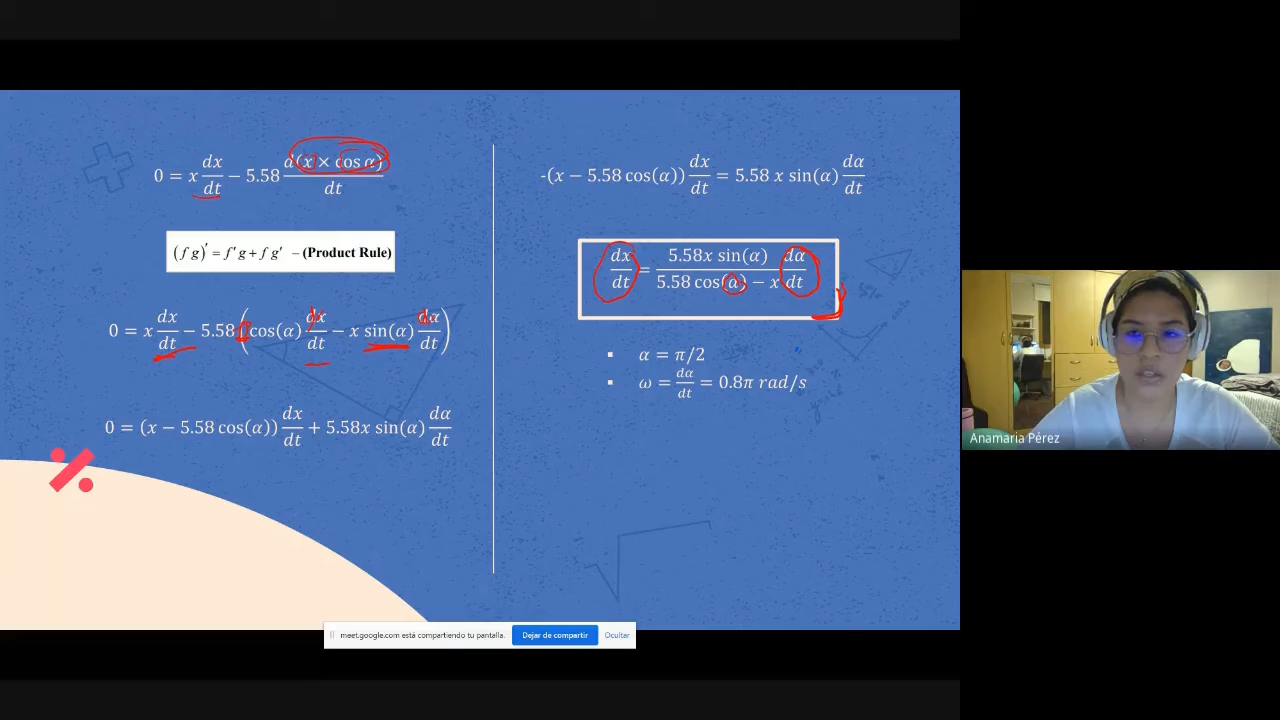 0 = x dx/dt − 5.58 d(x × cos α)/dt
(f g)′ = f′g + f g′ – (Product Rule)
0 = x dx/dt − 5.58 (cos(α) dx/dt − x sin(α) dα/dt)
0 = (x − 5.58 cos(α)) dx/dt + 5.58x sin(α) dα/dt
-(x − 5.58 cos(α)) dx/dt = 5.58 x sin(α) dα/dt
dx/dt = 5.58x sin(α)/5.58 cos(α) − x dα/dt
▪ α = π/2
▪ ω = dα/dt = 0.8π rad/s
Anamaria Pérez
meet.google.com está compartiendo tu pantalla.
Dejar de compartir
Ocultar